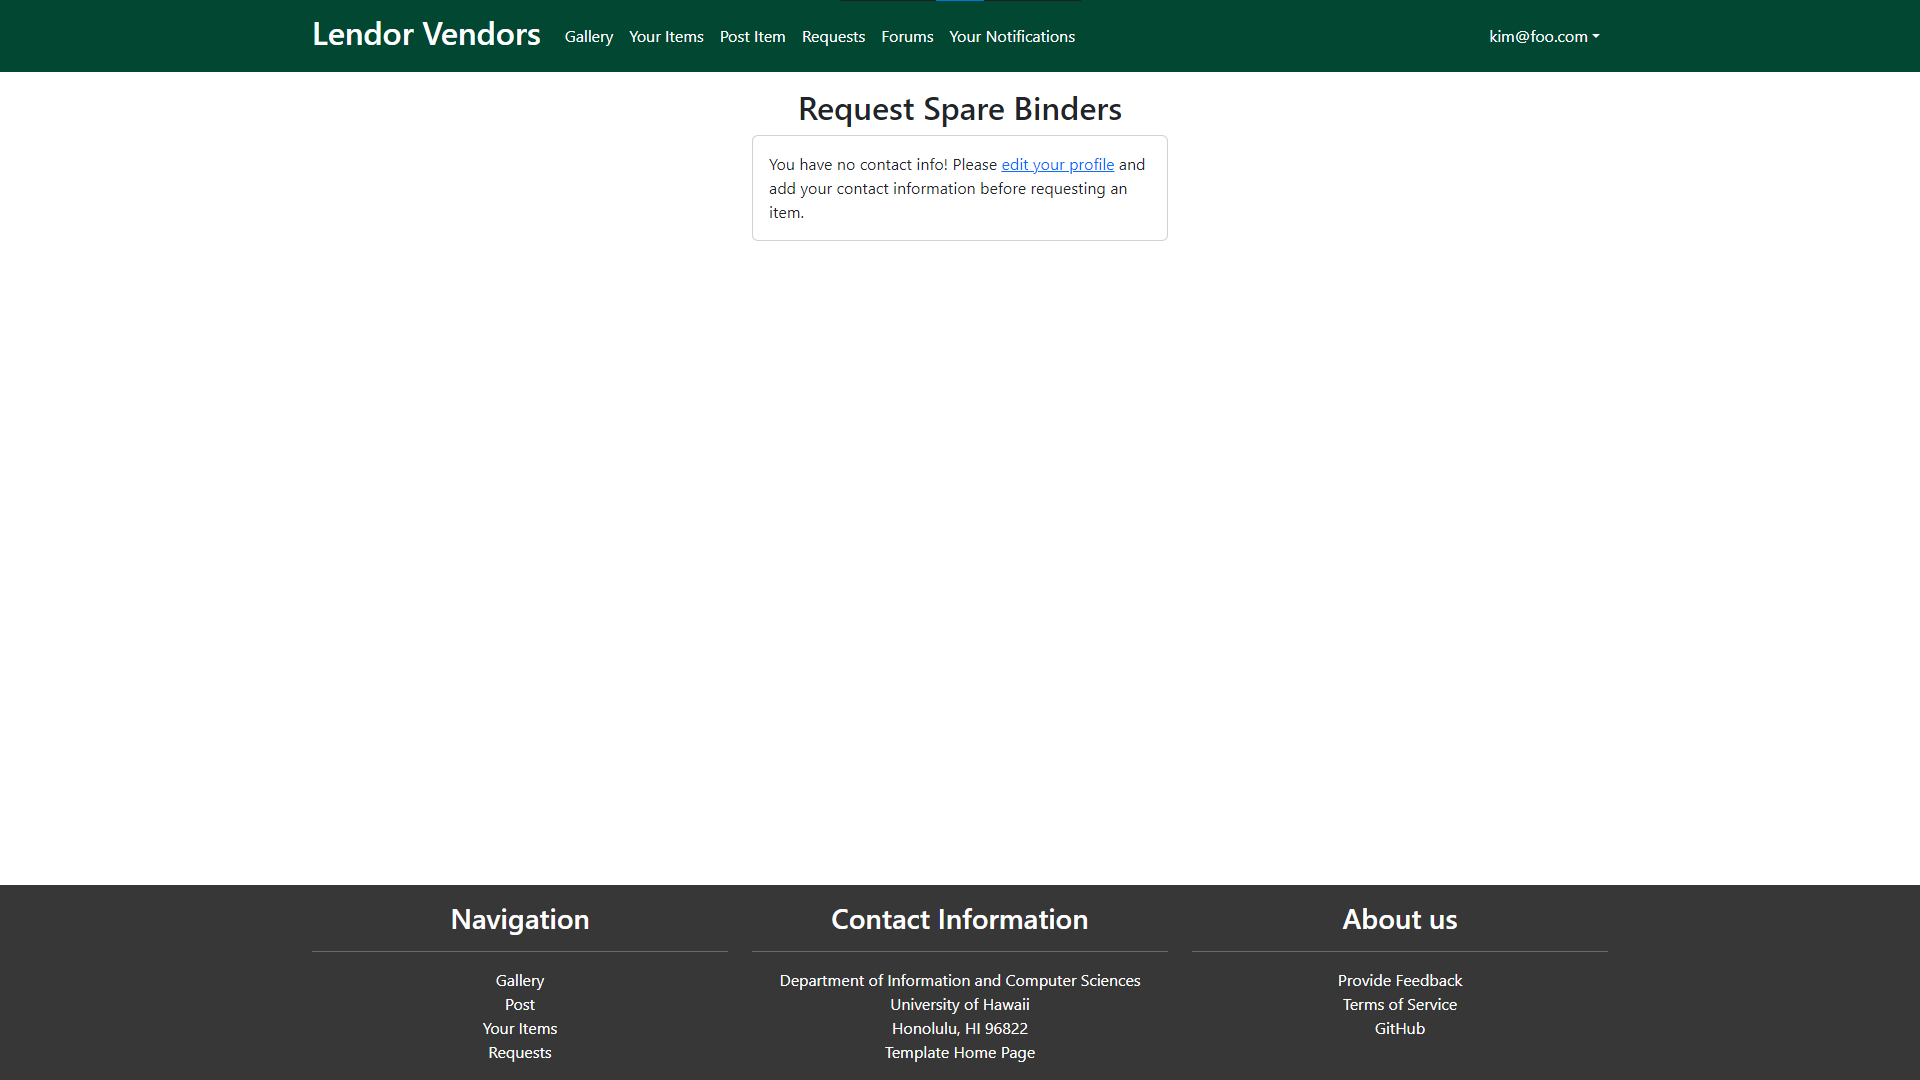 Lendor Vendors Gallery Your Items Post Item Requests Forums Your Notifications kim@foo.com
Request Spare Binders
You have no contact info! Please edit your profile and
add your contact information before requesting an
item.
Navigation
Gallery
Post
Your Items
Requests
Contact Information
Department of Information and Computer Sciences
University of Hawaii
Honolulu, HI 96822
Template Home Page
About us
Provide Feedback
Terms of Service
GitHub